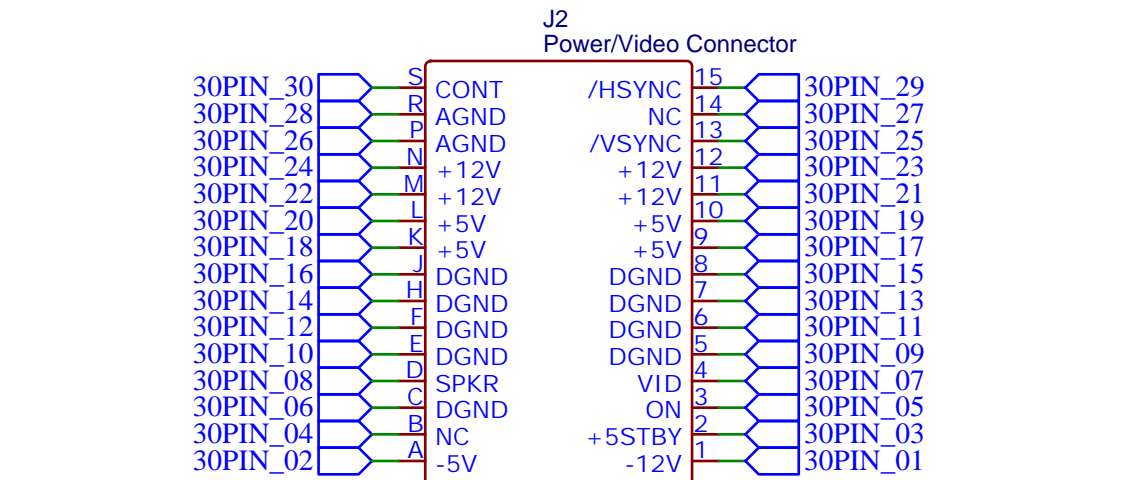 J2
Power/Video Connector
30PIN_30 S CONT /HSYNC 15 30PIN_29
30PIN_28 R AGND NC 14 30PIN_27
30PIN_26 P AGND /VSYNC 13 30PIN_25
30PIN_24 N +12V +12V 12 30PIN_23
30PIN_22 M +12V +12V 11 30PIN_21
30PIN_20 L +5V +5V 10 30PIN_19
30PIN_18 K +5V +5V 9 30PIN_17
30PIN_16 J DGND DGND 8 30PIN_15
30PIN_14 H DGND DGND 7 30PIN_13
30PIN_12 F DGND DGND 6 30PIN_11
30PIN_10 E DGND DGND 5 30PIN_09
30PIN_08 D SPKR VID 4 30PIN_07
30PIN_06 C DGND ON 3 30PIN_05
30PIN_04 B NC +5STBY 2 30PIN_03
30PIN_02 A -5V -12V 1 30PIN_01